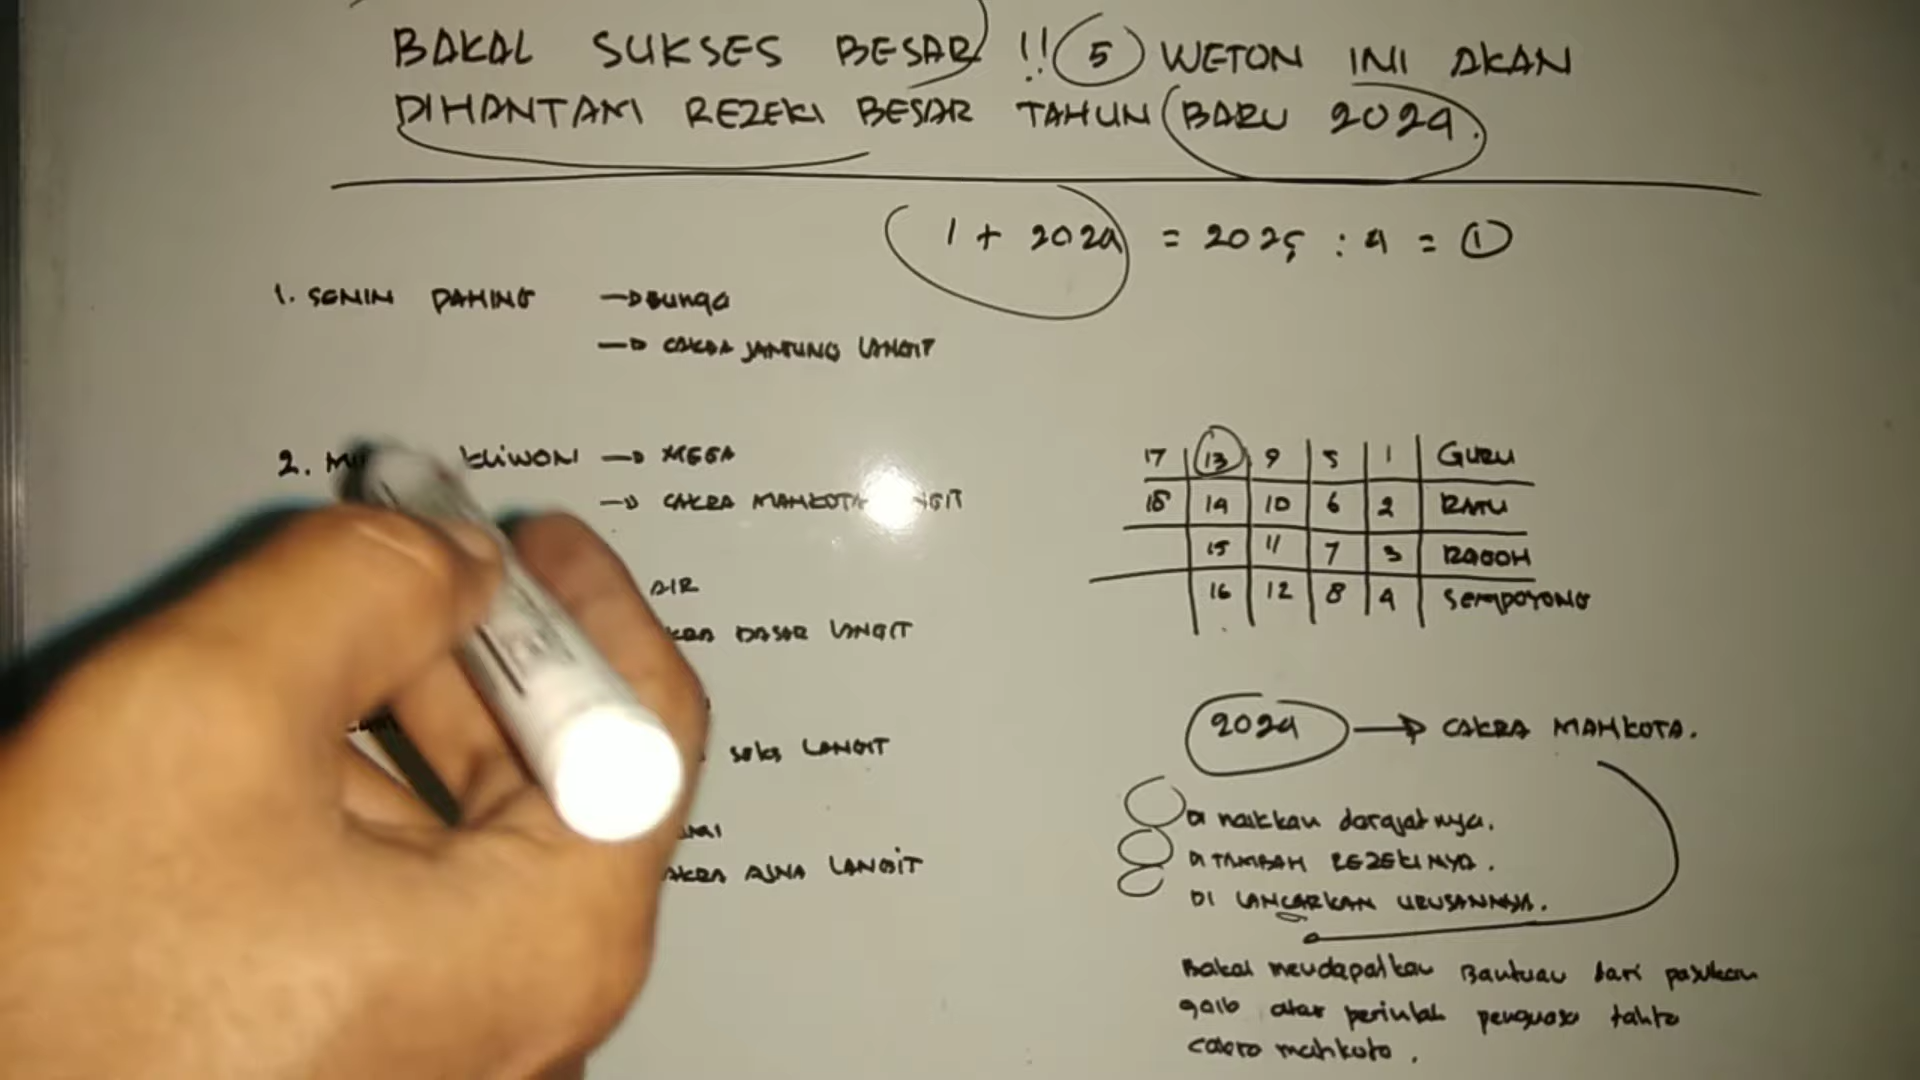 BAKAL SUKSES BESAR !! 5 WETON INI AKAN
DIHANTAM REZEKI BESAR TAHUN BARU 2024.
1 + 2024 = 2025 : 4 = 1
1. SENIN PAHING → Bunga
→ CAKRA JANTUNG LANGIT
2. KLIWON → MEGA
→ CAKRA MAHKOTA
AIR
DASAR LANGIT
seks LANGIT
AJNA LANGIT
17 13 9 5 1 GURU
18 14 10 6 2 RATU
15 11 7 3 ROGOH
16 12 8 4 SEMPOYONG
2024 → CAKRA MAHKOTA.
Di naikkan derajatnya.
DI TAMBAH REZEKINYA.
DI LANCARKAN URUSANNYA.
Bakal mendapatkan Bantuan dari pasukan
gaib atas perintah penguasa tahta
cakra mahkota.